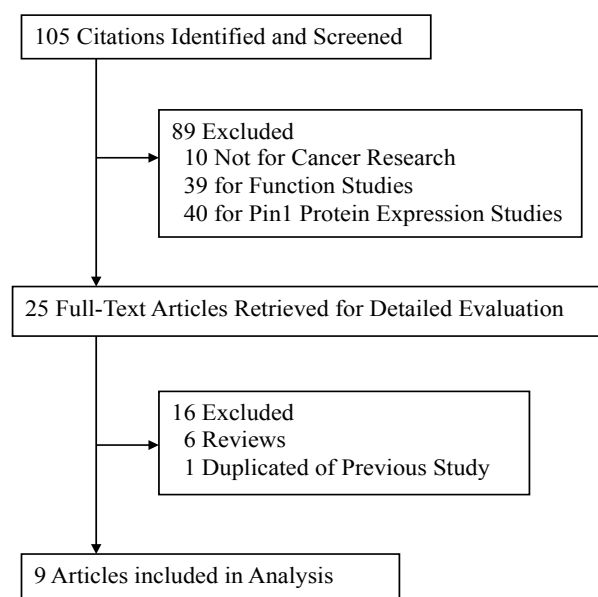 105 Citations Identified and Screened
89 Excluded
10 Not for Cancer Research
39 for Function Studies
40 for Pin1 Protein Expression Studies
25 Full-Text Articles Retrieved for Detailed Evaluation
16 Excluded
6 Reviews
1 Duplicated of Previous Study
9 Articles included in Analysis